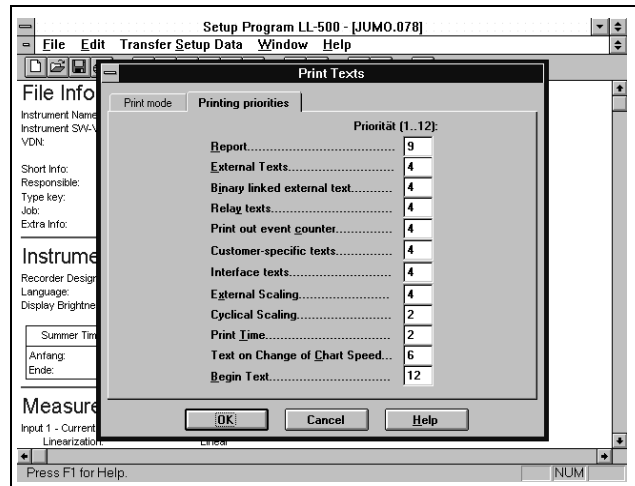 Setup Program LL-500 - [JUMO.078]
File Edit Transfer Setup Data Window Help
Print Texts
File Info
Print mode Printing priorities
Instrument Name
Instrument SW-V
VDN:
Priorität (1..12):
Report.................................... 9
External Texts......................... 4
Short Info:
Binary linked external text........... 4
Responsible:
Type key:
Relay texts.............................. 4
Job:
Extra Info:
Print out event counter.............. 4
Customer-specific texts............ 4
Instrume
Interface texts......................... 4
Recorder Design
Language:
External Scaling....................... 4
Display Brightne
Cyclical Scaling....................... 2
Summer Tim
Print Time............................... 2
Anfang:
Text on Change of Chart Speed... 6
Ende:
Begin Text.............................. 12
Measure
OK Cancel Help
Input 1 - Current
Linearization: Linear
Press F1 for Help. NUM